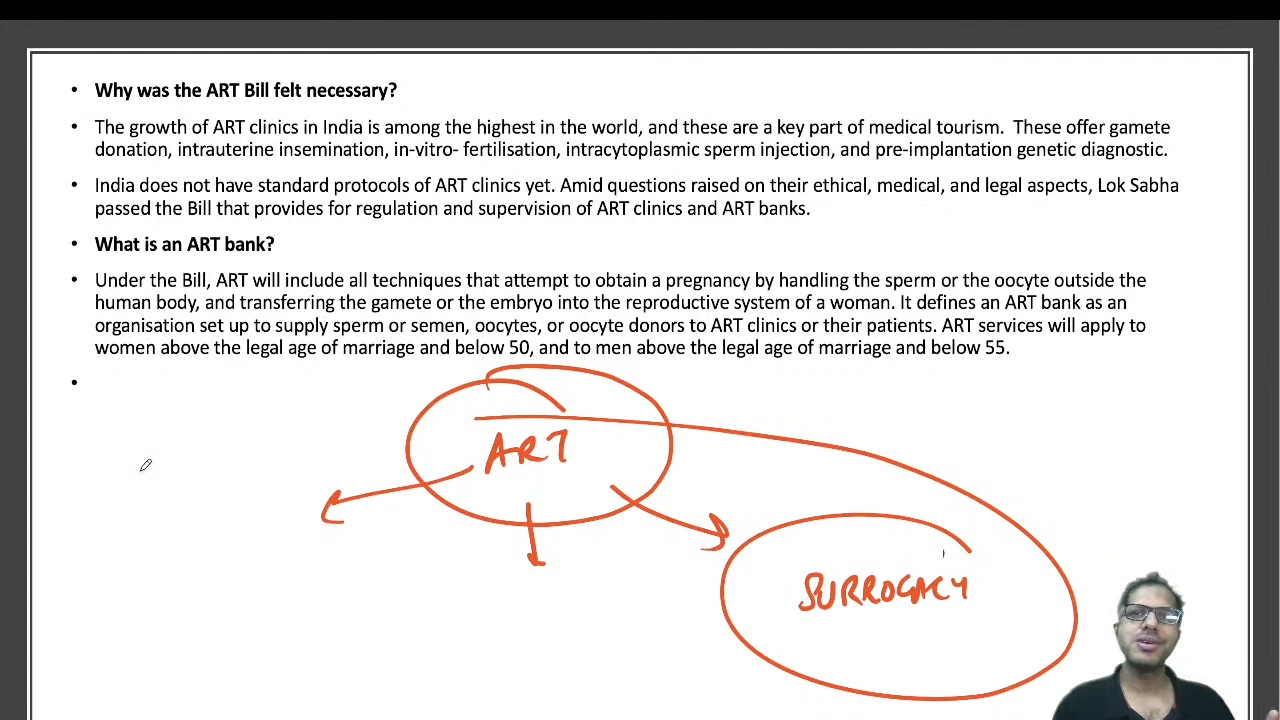 • Why was the ART Bill felt necessary?
• The growth of ART clinics in India is among the highest in the world, and these are a key part of medical tourism.  These offer gamete
donation, intrauterine insemination, in-vitro- fertilisation, intracytoplasmic sperm injection, and pre-implantation genetic diagnostic.
• India does not have standard protocols of ART clinics yet. Amid questions raised on their ethical, medical, and legal aspects, Lok Sabha
passed the Bill that provides for regulation and supervision of ART clinics and ART banks.
• What is an ART bank?
• Under the Bill, ART will include all techniques that attempt to obtain a pregnancy by handling the sperm or the oocyte outside the
human body, and transferring the gamete or the embryo into the reproductive system of a woman. It defines an ART bank as an
organisation set up to supply sperm or semen, oocytes, or oocyte donors to ART clinics or their patients. ART services will apply to
women above the legal age of marriage and below 50, and to men above the legal age of marriage and below 55.
•
ART
SURROGACY